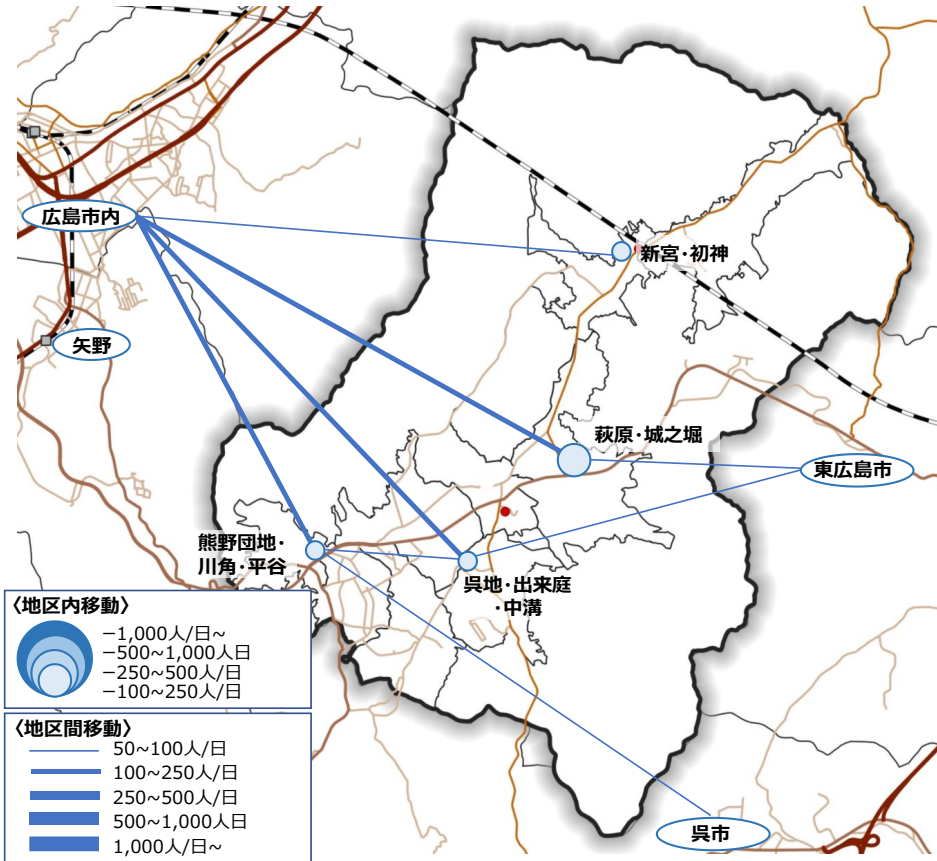 広島市内
新宮･初神
矢野
萩原･城之堀
東広島市
熊野団地･
川角･平谷
呉地･出来庭
･中溝
〈地区内移動〉
−1,000人/日~
−500~1,000人日
−250~500人/日
−100~250人/日
〈地区間移動〉
50~100人/日
100~250人/日
250~500人/日
500~1,000人日
1,000人/日~
呉市